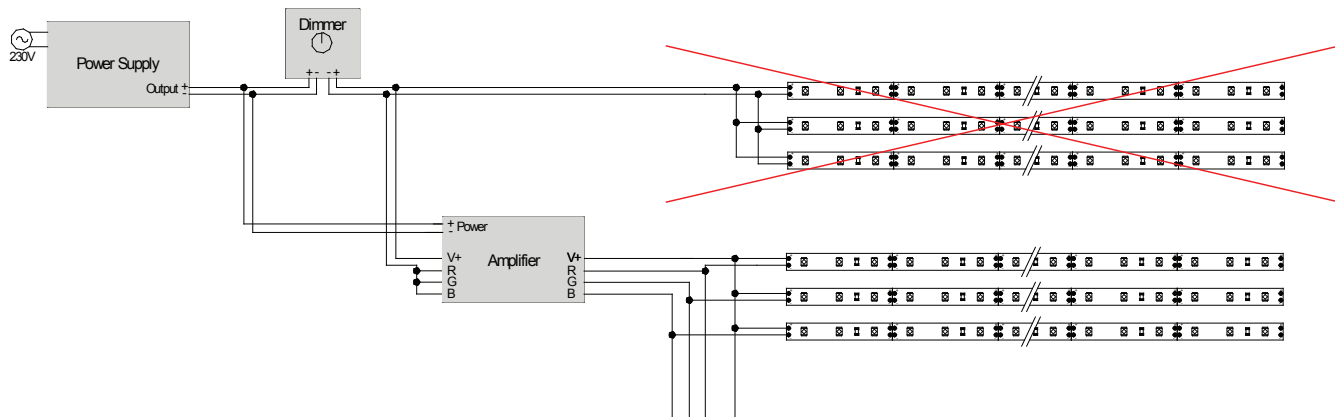 Dimmer
+- -+
230V
Power Supply
Output +
-
+ Power
-
Amplifier
V+
R
G
B
V+
R
G
B